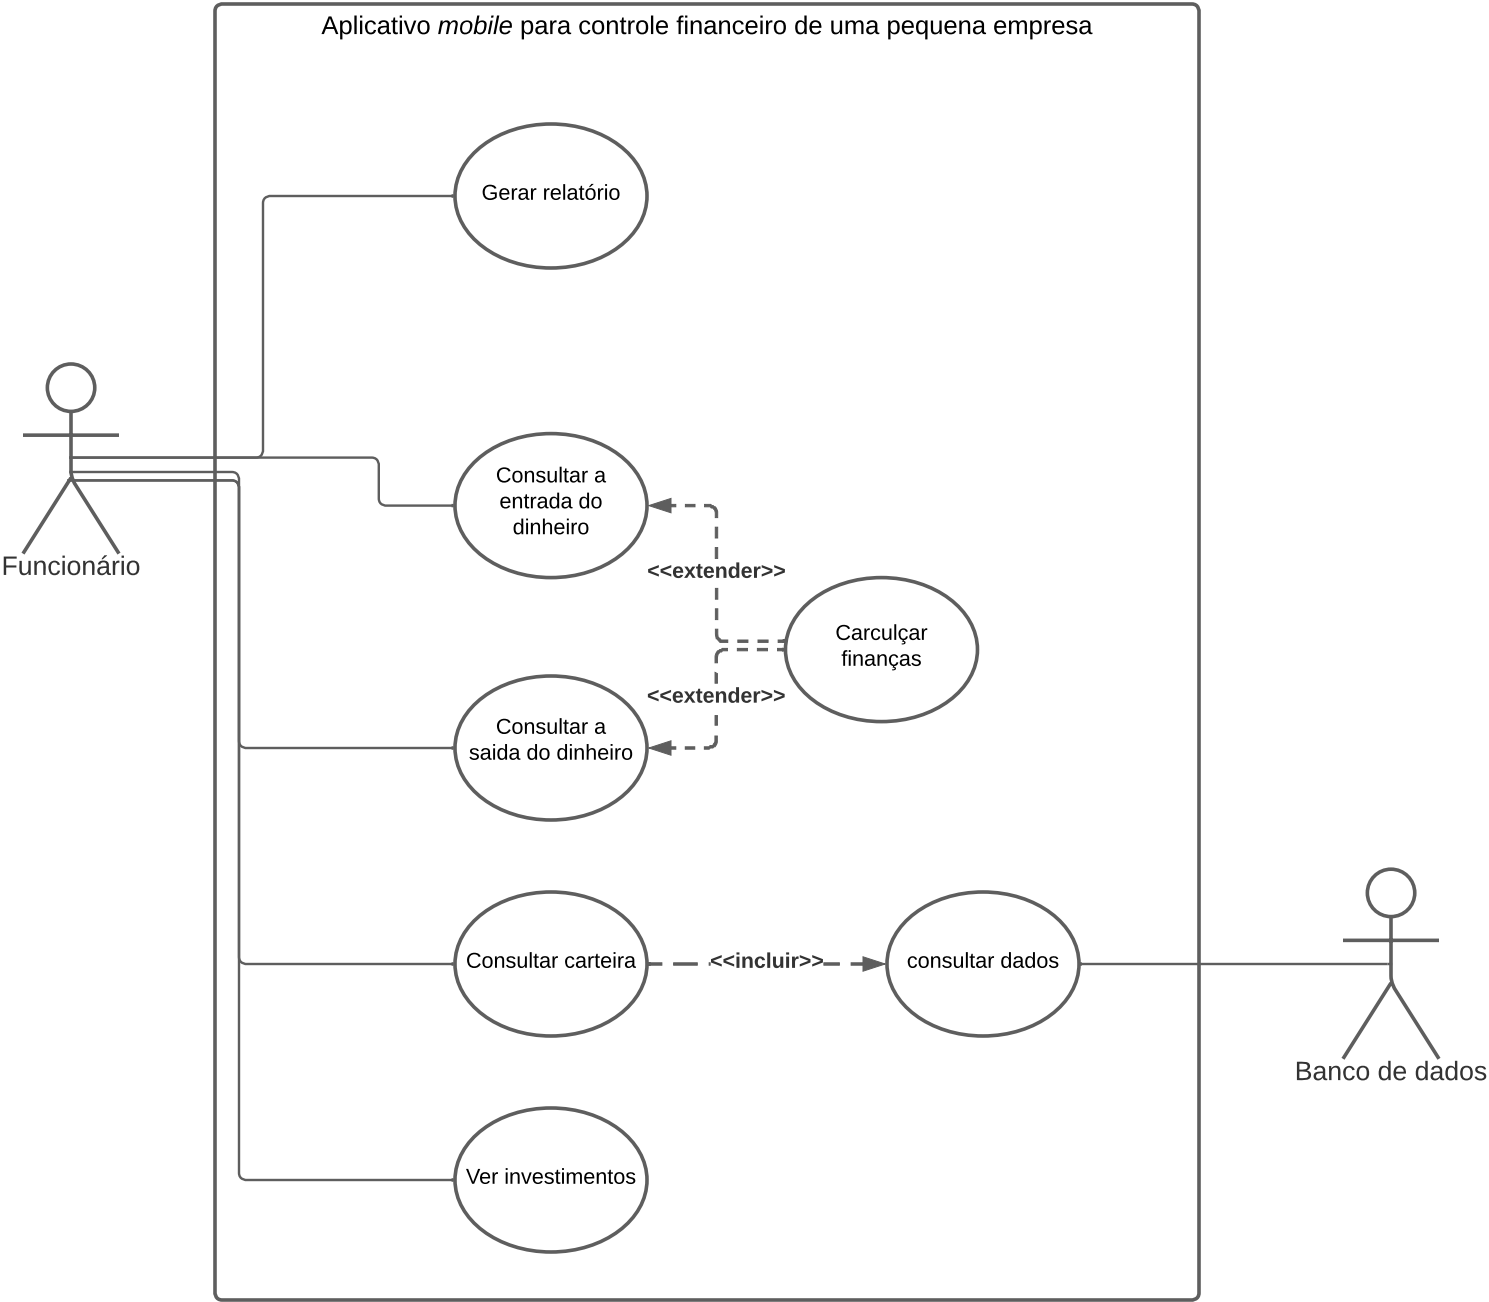 Aplicativo mobile para controle financeiro de uma pequena empresa
Gerar relatório
Funcionário
Consultar a
entrada do
dinheiro
<<extender>>
Carculçar
finanças
<<extender>>
Consultar a
saida do dinheiro
Consultar carteira
<<incluir>>
consultar dados
Banco de dados
Ver investimentos